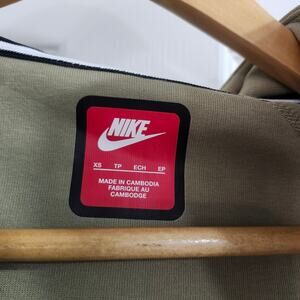 NIKE
XS TP ECH EP
MADE IN CAMBODIA
FABRIQUE AU
CAMBODGE